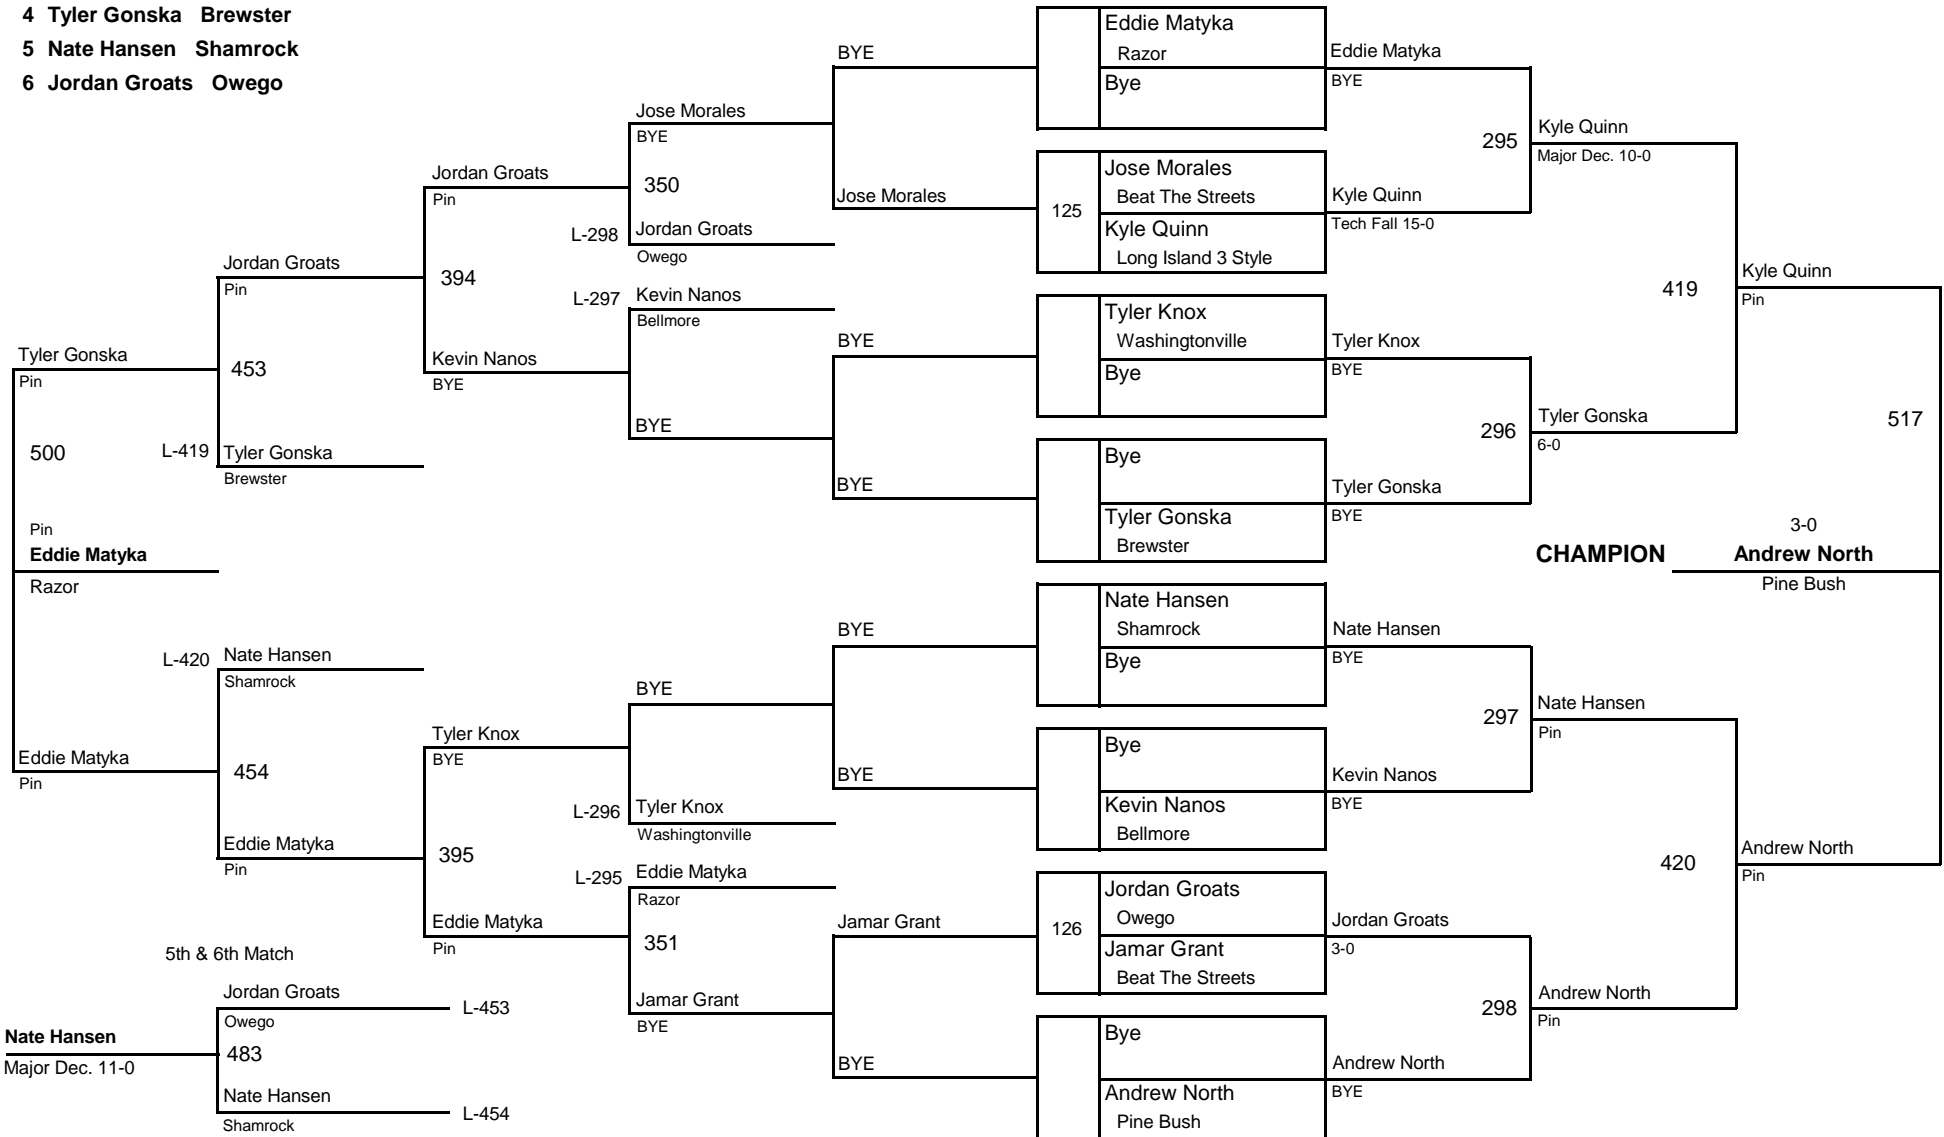 4 Tyler Gonska Brewster
5 Nate Hansen Shamrock
6 Jordan Groats Owego
Tyler Gonska
Pin
500
Pin
Eddie Matyka
Razor
Eddie Matyka
Pin
Jordan Groats
Pin
453
L-419 Tyler Gonska
Brewster
L-420 Nate Hansen
Shamrock
454
Eddie Matyka
Pin
5th & 6th Match
Jordan Groats
L-453
Owego
Nate Hansen
483
Major Dec. 11-0
Nate Hansen
L-454
Shamrock
Jordan Groats
Pin
394
Kevin Nanos
BYE
Tyler Knox
BYE
395
Eddie Matyka
Pin
Jose Morales
BYE
350
L-298 Jordan Groats
Owego
L-297 Kevin Nanos
Bellmore
BYE
BYE
L-296 Tyler Knox
Washingtonville
L-295 Eddie Matyka
Razor
351
Jamar Grant
BYE
BYE
Jose Morales
BYE
BYE
BYE
BYE
Jamar Grant
BYE
Eddie Matyka
Razor
Bye
125
Jose Morales
Beat The Streets
Kyle Quinn
Long Island 3 Style
Tyler Knox
Washingtonville
Bye
Bye
Tyler Gonska
Brewster
Nate Hansen
Shamrock
Bye
Bye
Kevin Nanos
Bellmore
126
Jordan Groats
Owego
Jamar Grant
Beat The Streets
Bye
Andrew North
Pine Bush
Eddie Matyka
BYE
295
Kyle Quinn
Tech Fall 15-0
Tyler Knox
BYE
296
Tyler Gonska
BYE
Nate Hansen
BYE
297
Kevin Nanos
BYE
Jordan Groats
3-0
298
Andrew North
BYE
Kyle Quinn
Major Dec. 10-0
419
Tyler Gonska
6-0
Nate Hansen
Pin
420
Andrew North
Pin
Kyle Quinn
Pin
517
3-0
CHAMPION Andrew North
Pine Bush
Andrew North
Pin